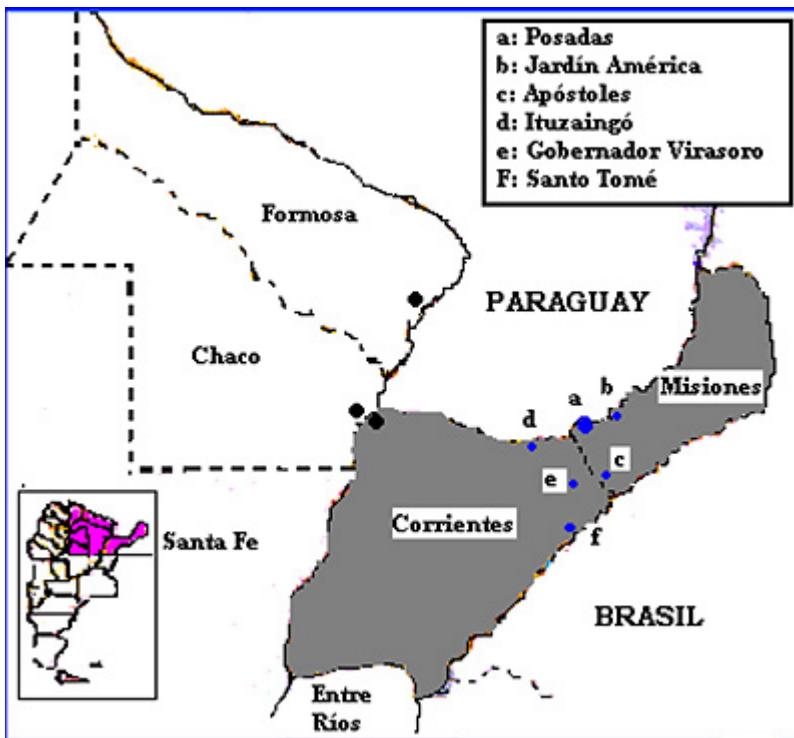 a: Posadas
b: Jardín América
c: Apóstoles
d: Ituzaingó
e: Gobernador Virasoro
F: Santo Tomé
Formosa
PARAGUAY
Chaco
Misiones
a
b
d
c
e
Corrientes
f
Santa Fe
BRASIL
Entre
Ríos